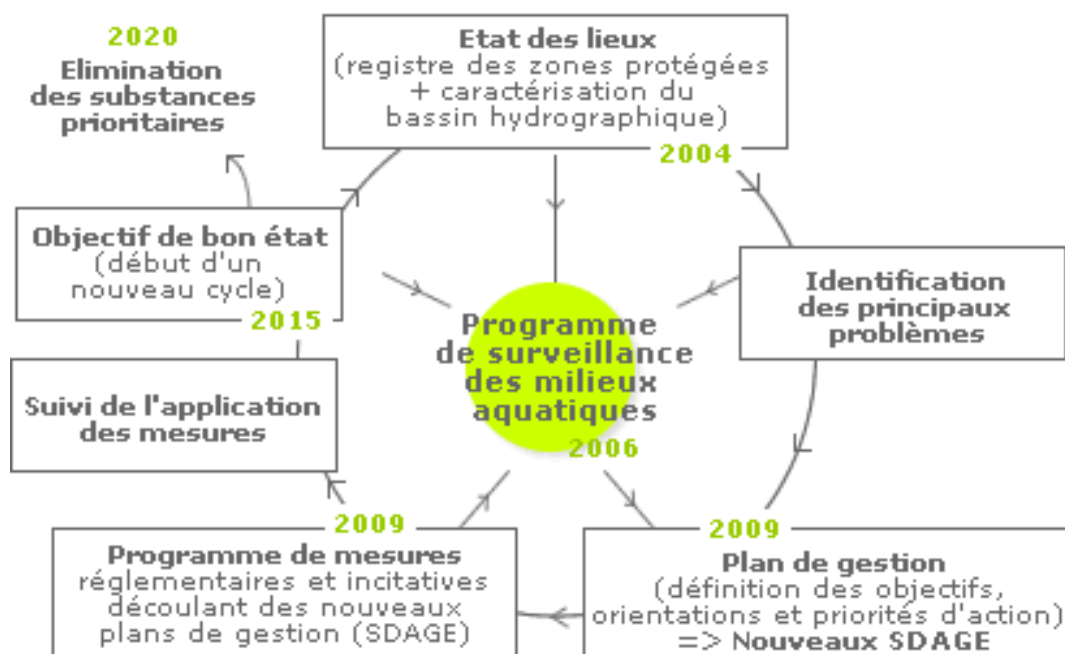 2020
Elimination
des substances
prioritaires
Etat des lieux
(registre des zones protégées
+ caractérisation du
bassin hydrographique)
2004
Objectif de bon état
(début d'un
nouveau cycle)
2015
Identification
des principaux
problèmes
Programme
de surveillance
des milieux
aquatiques
2006
Suivi de l'application
des mesures
2009
Programme de mesures
réglementaires et incitatives
découlant des nouveaux
plans de gestion (SDAGE)
2009
Plan de gestion
(définition des objectifs,
orientations et priorités d'action)
=> Nouveaux SDAGE